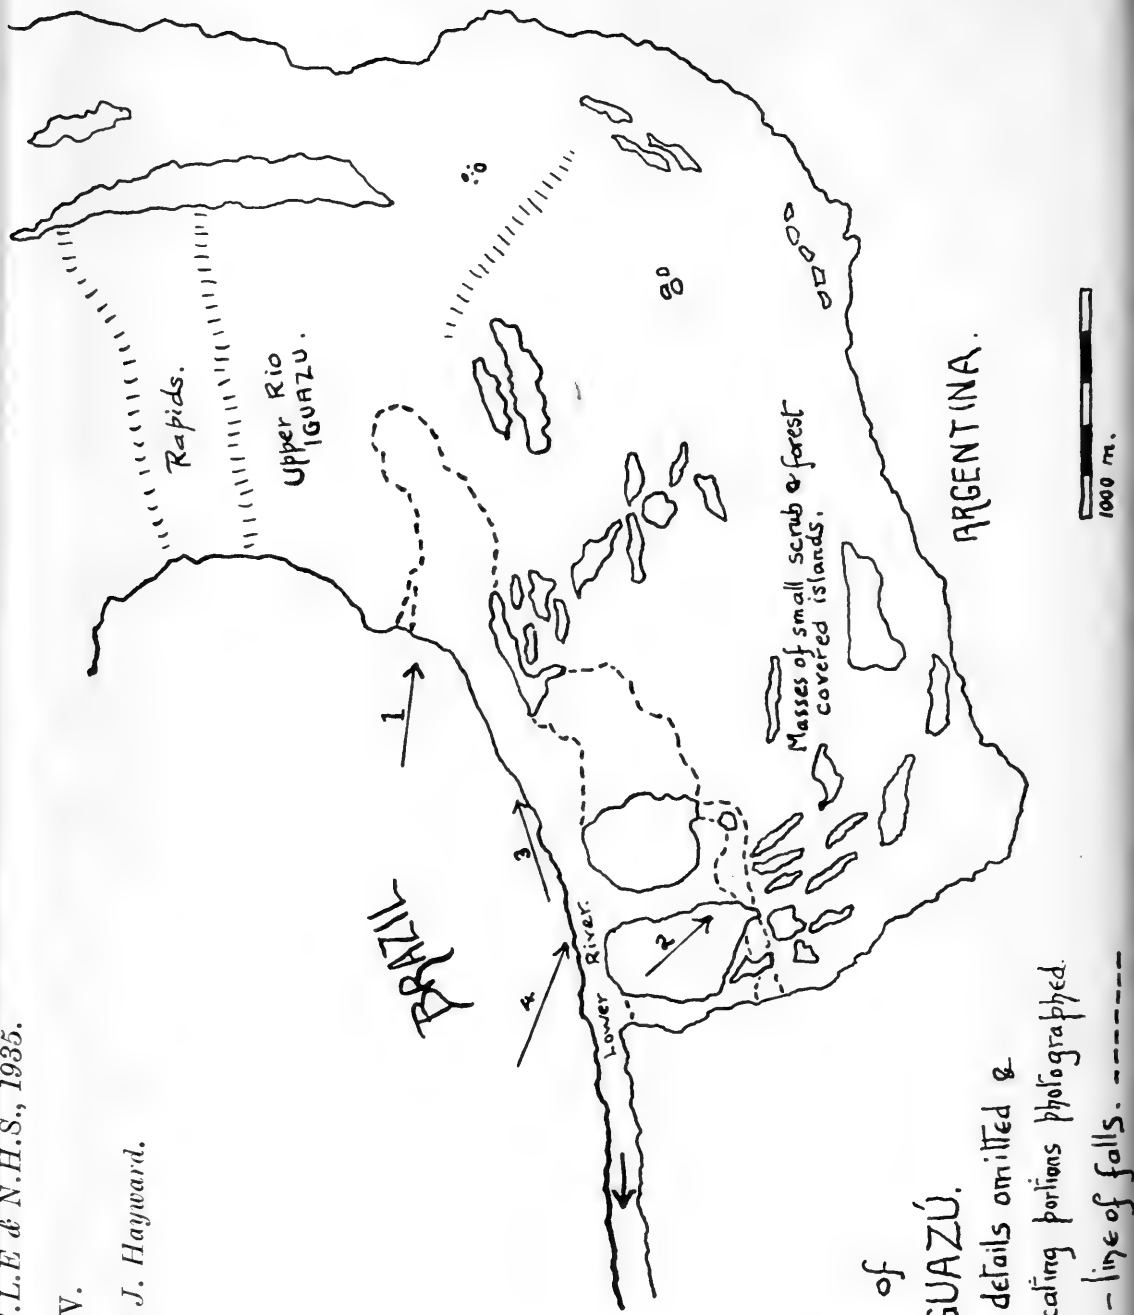 .L.E & N.H.S., 1935.
V.
J. Hayward.
Rapids.
Upper Rio
IGUAZU.
1
3
4
2
BRAZIL
Lower River.
Masses of small scrub & forest
covered islands.
ARGENTINA.
1000 m.
of
GUAZÚ.
details omitted &
cating portions photographed.
- line of falls. -------